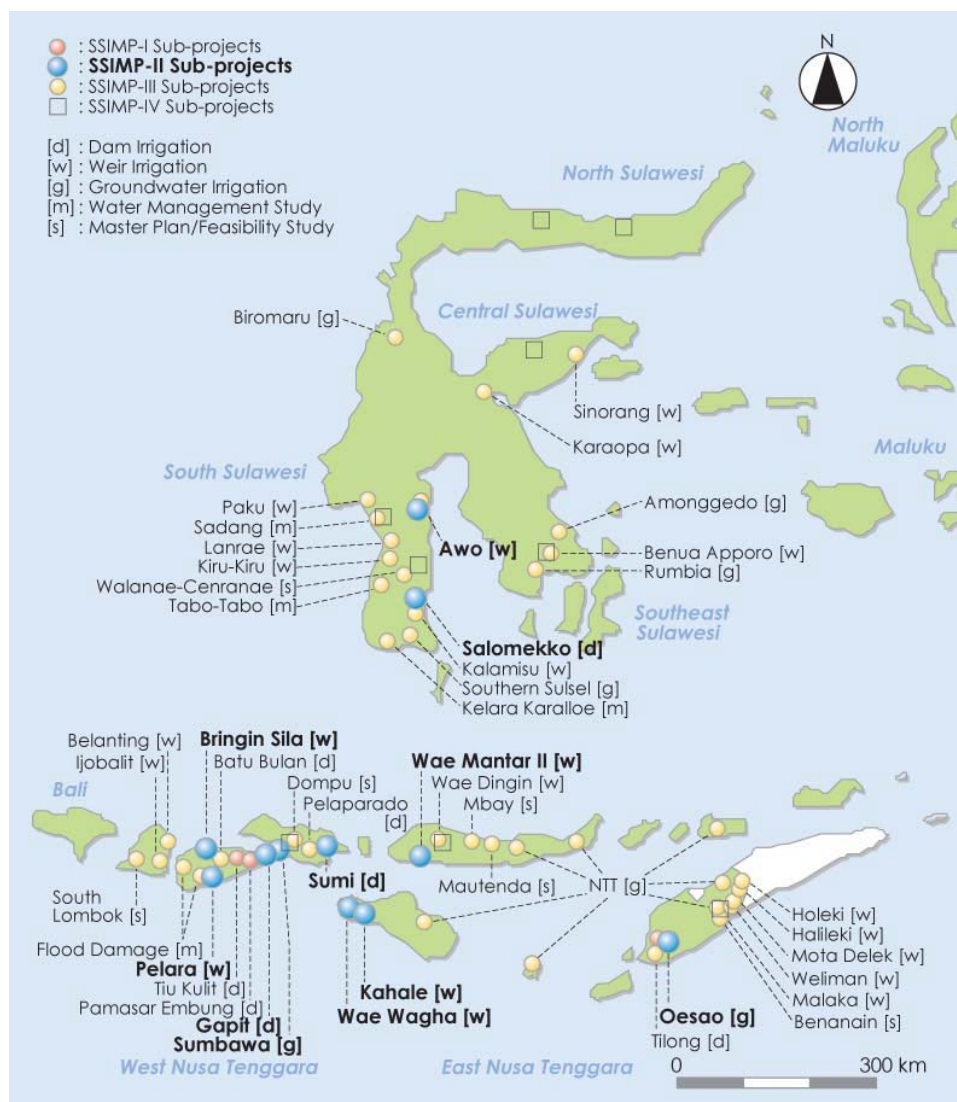 : SSIMP-I Sub-projects
: SSIMP-II Sub-projects
: SSIMP-III Sub-projects
: SSIMP-IV Sub-projects
[d] : Dam Irrigation
[w] : Weir Irrigation
[g] : Groundwater Irrigation
[m] : Water Management Study
[s] : Master Plan/Feasibility Study
N
North
Maluku
North Sulawesi
Central Sulawesi
Biromaru [g]
Sinorang [w]
Karaopa [w]
Maluku
South Sulawesi
Paku [w]
Sadang [m]
Lanrae [w]
Kiru-Kiru [w]
Walanae-Cenranae [s]
Tabo-Tabo [m]
Awo [w]
Amonggedo [g]
Benua Apporo [w]
Rumbia [g]
Southeast
Sulawesi
Salomekko [d]
Kalamisu [w]
Southern Sulsel [g]
Kelara Karalloe [m]
Belanting [w]
Ijobalit [w]
Bringin Sila [w]
Batu Bulan [d]
Dompu [s]
Pelaparado
[d]
Wae Mantar II [w]
Wae Dingin [w]
Mbay [s]
Bali
South
Lombok [s]
Flood Damage [m]
Pelara [w]
Tiu Kulit [d]
Pamasar Embung [d]
Gapit [d]
Sumbawa [g]
West Nusa Tenggara
Sumi [d]
Mautenda [s]
NTT [g]
Kahale [w]
Wae Wagha [w]
East Nusa Tenggara
Holeki [w]
Halileki [w]
Mota Delek [w]
Weliman [w]
Malaka [w]
Benanain [s]
Oesao [g]
Tilong [d]
0 300 km